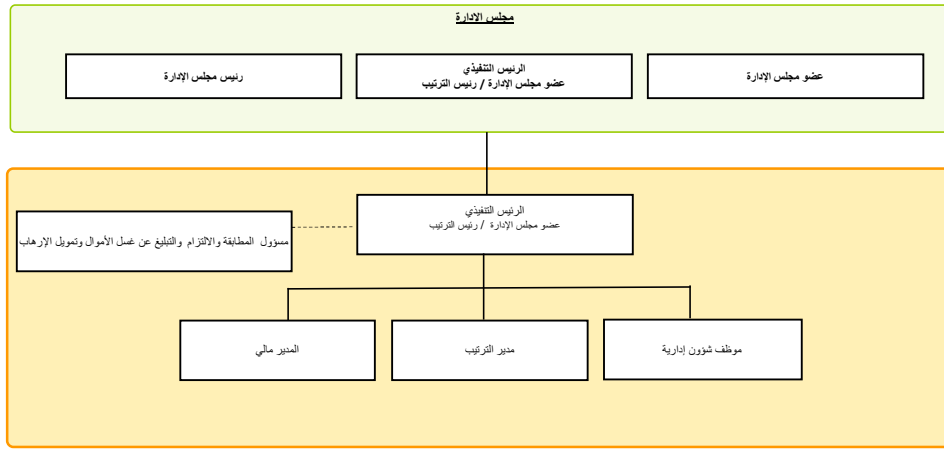 مجلس الادارة
عضو مجلس الإدارة
الرئيس التنفيذي
عضو مجلس الإدارة / رئيس الترتيب
رئيس مجلس الإدارة
الرئيس التنفيذي
عضو مجلس الإدارة / رئيس الترتيب
مسؤول المطابقة والالتزام والتبليغ عن غسل الأموال وتمويل الإرهاب
موظف شؤون إدارية
مدير الترتيب
المدير مالي